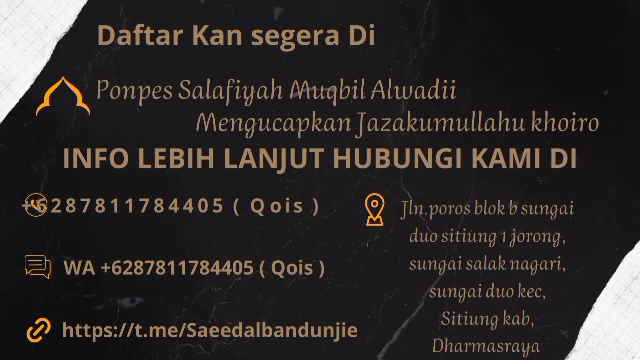 Daftar Kan segera Di
Ponpes Salafiyah Muqbil Alwadii
Mengucapkan Jazakumullahu khoiro
INFO LEBIH LANJUT HUBUNGI KAMI DI
+6287811784405 ( Qois )
WA +6287811784405 ( Qois )
https://t.me/Saeedalbandunjie
Jln.poros blok b sungai
duo sitiung 1 jorong,
sungai salak nagari,
sungai duo kec,
Sitiung kab,
Dharmasraya